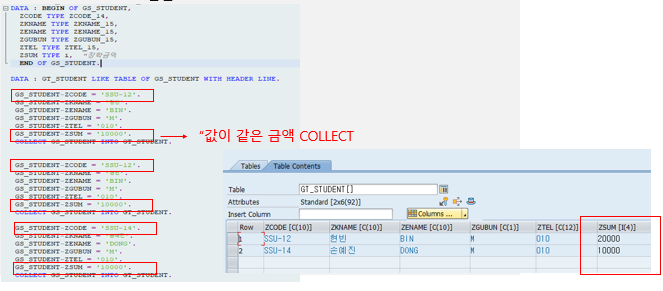 DATA : BEGIN OF GS_STUDENT,
ZCODE TYPE ZCODE_14,
ZKNAME TYPE ZKNAME_15,
ZENAME TYPE ZENAME_15,
ZGUBUN TYPE ZGUBUN_15,
ZTEL TYPE ZTEL_15,
ZSUM TYPE i, "장학금액
END OF GS_STUDENT.
DATA : GT_STUDENT LIKE TABLE OF GS_STUDENT WITH HEADER LINE.
GS_STUDENT-ZCODE = 'SSU-12'.
GS_STUDENT-ZKNAME = '현빈'.
GS_STUDENT-ZENAME = 'BIN'.
GS_STUDENT-ZGUBUN = 'M'.
GS_STUDENT-ZTEL = '010'.
GS_STUDENT-ZSUM = '10000'.
COLLECT GS_STUDENT INTO GT_STUDENT.
"값이 같은 금액 COLLECT
GS_STUDENT-ZCODE = 'SSU-12'.
GS_STUDENT-ZKNAME = '현빈'.
GS_STUDENT-ZENAME = 'BIN'.
GS_STUDENT-ZGUBUN = 'M'.
GS_STUDENT-ZTEL = '010'.
GS_STUDENT-ZSUM = '10000'.
COLLECT GS_STUDENT INTO GT_STUDENT.
GS_STUDENT-ZCODE = 'SSU-14'.
GS_STUDENT-ZKNAME = '손예진'.
GS_STUDENT-ZENAME = 'DONG'.
GS_STUDENT-ZGUBUN = 'M'.
GS_STUDENT-ZTEL = '010'.
GS_STUDENT-ZSUM = '10000'.
COLLECT GS_STUDENT INTO GT_STUDENT.
Tables Table Contents
Table GT_STUDENT[]
Attributes Standard [2x6(92)]
Insert Column Columns ...
Row ZCODE [C(10)] ZKNAME [C(10)] ZENAME [C(10)] ZGUBUN [C(1)] ZTEL [C(12)] ZSUM [I(4)]
1 SSU-12 현빈 BIN M 010 20000
2 SSU-14 손예진 DONG M 010 10000